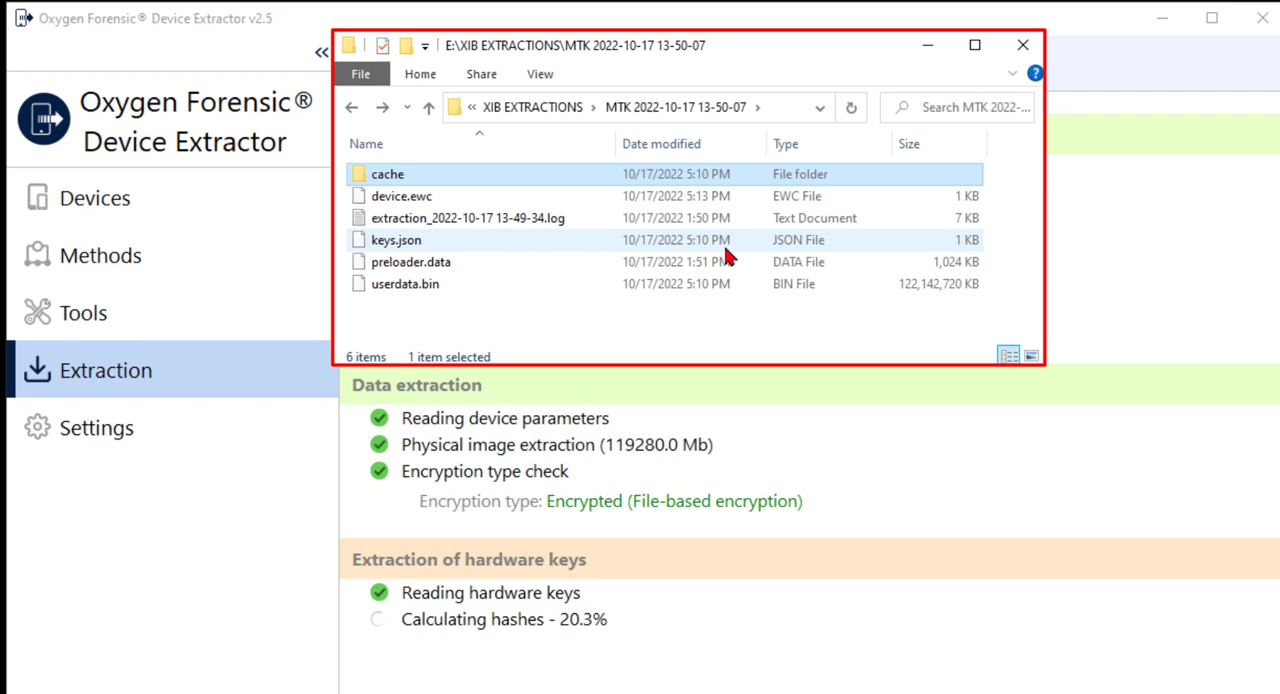 Oxygen Forensic® Device Extractor v2.5
«
Oxygen Forensic®
Device Extractor
Devices
Methods
Tools
Extraction
Settings
E:\XIB EXTRACTIONS\MTK 2022-10-17 13-50-07
File Home Share View
« XIB EXTRACTIONS › MTK 2022-10-17 13-50-07 › Search MTK 2022-...
Name Date modified Type Size
cache 10/17/2022 5:10 PM File folder
device.ewc 10/17/2022 5:13 PM EWC File 1 KB
extraction_2022-10-17 13-49-34.log 10/17/2022 1:50 PM Text Document 7 KB
keys.json 10/17/2022 5:10 PM JSON File 1 KB
preloader.data 10/17/2022 1:51 PM DATA File 1,024 KB
userdata.bin 10/17/2022 5:10 PM BIN File 122,142,720 KB
6 items 1 item selected
Data extraction
Reading device parameters
Physical image extraction (119280.0 Mb)
Encryption type check
Encryption type: Encrypted (File-based encryption)
Extraction of hardware keys
Reading hardware keys
Calculating hashes - 20.3%